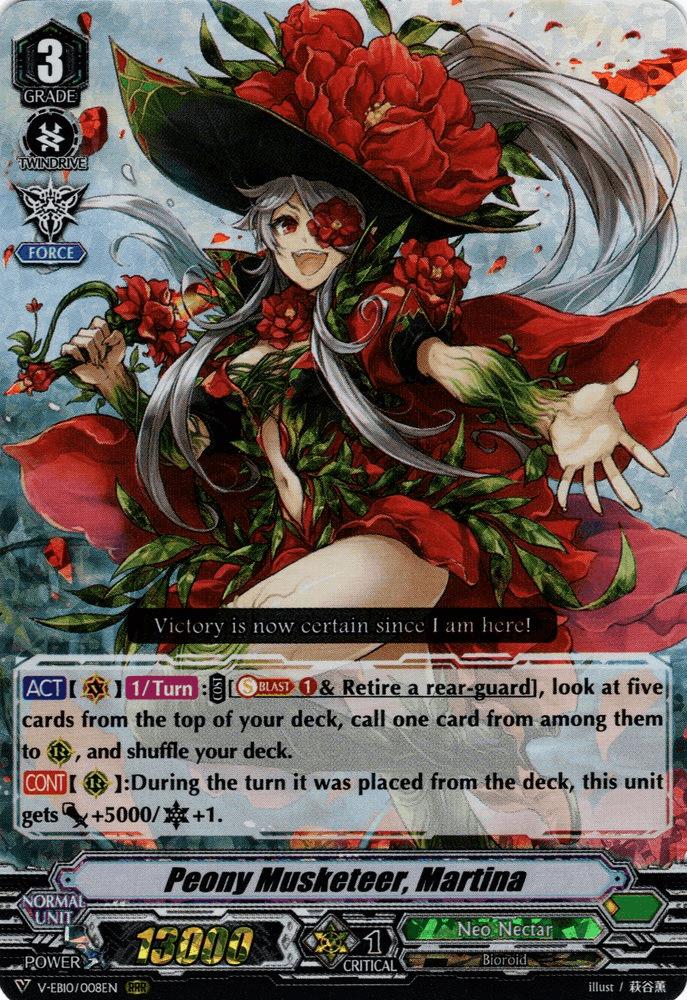 3
GRADE
TWINDRIVE
FORCE
Victory is now certain since I am here!
ACT[ V ] 1/Turn :[S BLAST 1 & Retire a rear-guard], look at five
cards from the top of your deck, call one card from among them
to R, and shuffle your deck.
CONT[ R ]:During the turn it was placed from the deck, this unit
gets +5000/ +1.
Peony Musketeer, Martina
NORMAL
UNIT
POWER
13000
1
CRITICAL
Neo Nectar
Bioroid
V-EB10/008EN RRR
illust / 萩谷薫